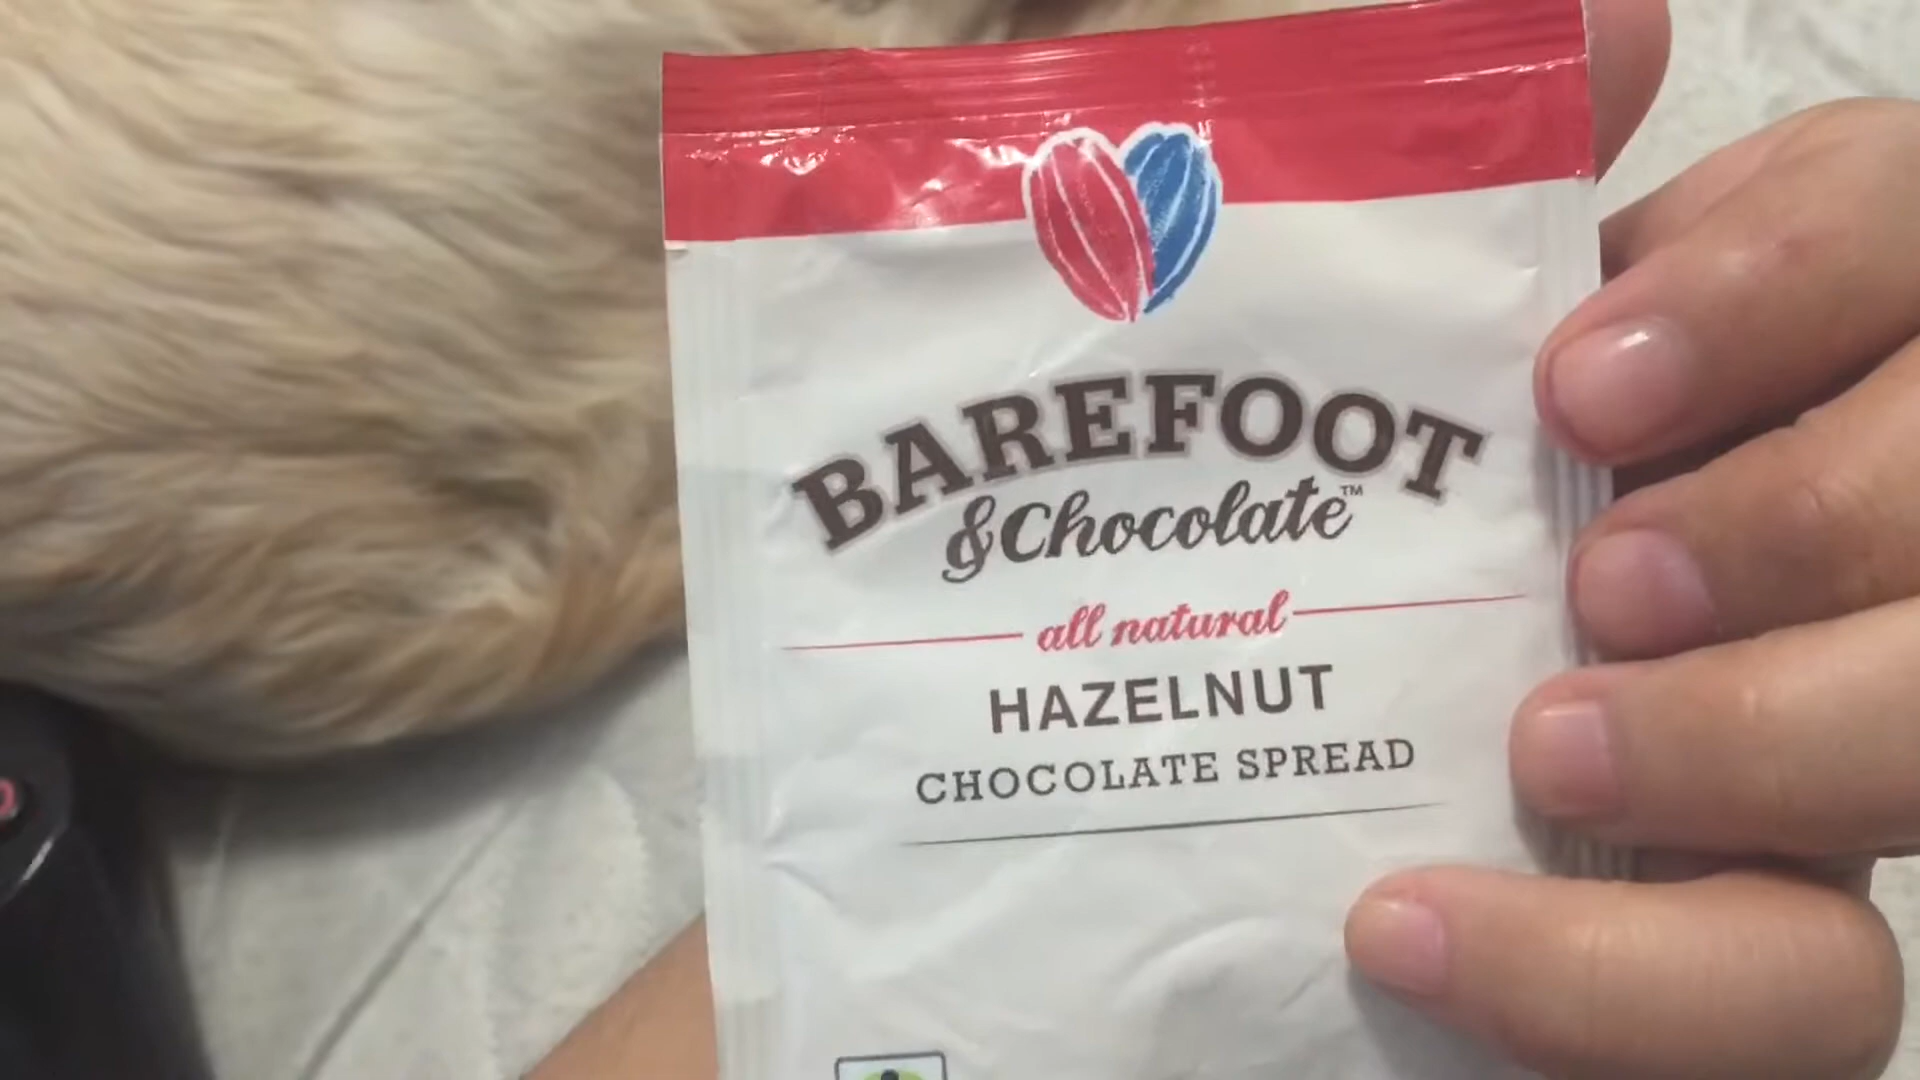 BAREFOOT
&Chocolate™
all natural
HAZELNUT
CHOCOLATE SPREAD